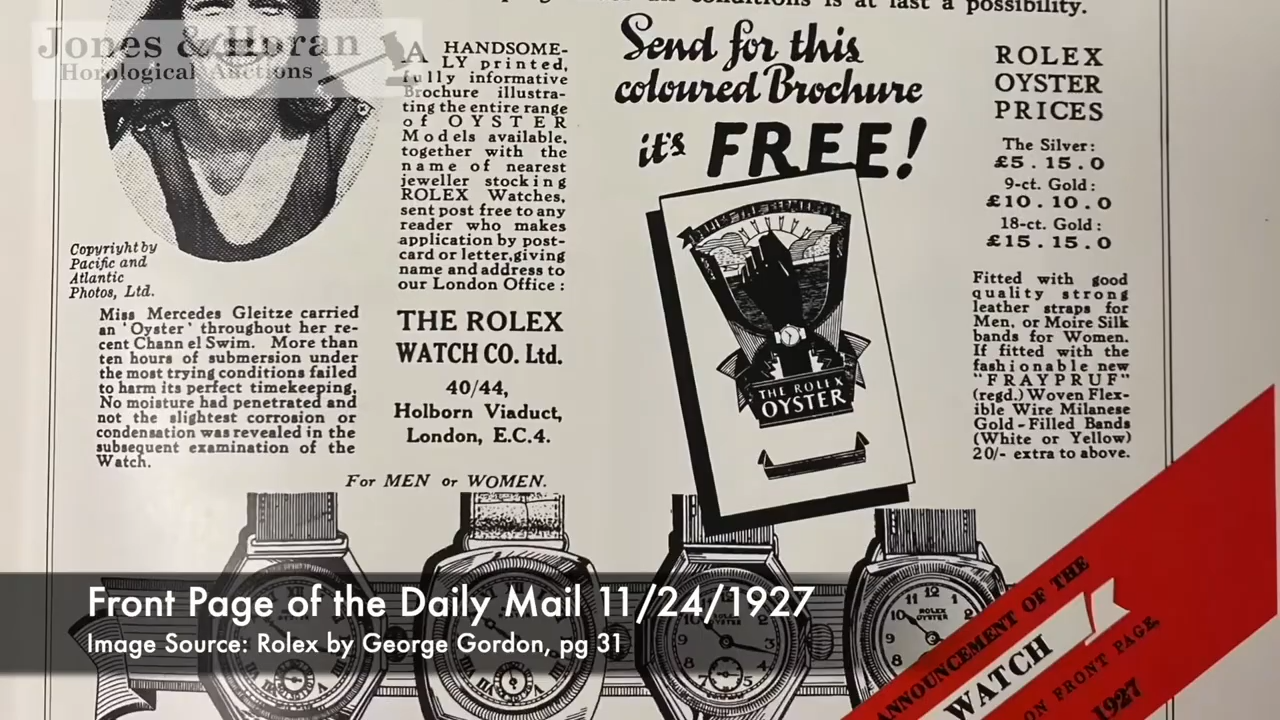 conditions is at last a possibility.
Jones & Horan
Horological Auctions
A HANDSOME-
LY printed,
fully informative
Brochure illustra-
ting the entire range
of OYSTER
Models available,
together with the
name of nearest
jeweller stocking
ROLEX Watches,
sent post free to any
reader who makes
application by post-
card or letter, giving
name and address to
our London Office :
THE ROLEX
WATCH CO. Ltd.
40/44,
Holborn Viaduct,
London, E.C.4.
Send for this
coloured Brochure
it's FREE!
THE ROLEX
OYSTER
ROLEX
OYSTER
PRICES
The Silver:
£5.15.0
9-ct. Gold:
£10.10.0
18-ct. Gold:
£15.15.0
Fitted with good
quality strong
leather straps for
Men, or Moire Silk
bands for Women.
If fitted with the
fashionable new
"FRAYPRUF"
(regd.) Woven Flex-
ible Wire Milanese
Gold-Filled Bands
(White or Yellow)
20/- extra to above.
Copyright by
Pacific and
Atlantic
Photos, Ltd.
Miss Mercedes Gleitze carried
an 'Oyster' throughout her re-
cent Chann el Swim. More than
ten hours of submersion under
the most trying conditions failed
to harm its perfect timekeeping,
No moisture had penetrated and
not the slightest corrosion or
condensation was revealed in the
subsequent examination of the
Watch.
For MEN or WOMEN.
Front Page of the Daily Mail 11/24/1927
Image Source: Rolex by George Gordon, pg 31
ROLEX
OYSTER
ANNOUNCEMENT OF THE
WATCH
ON FRONT PAGE,
1927